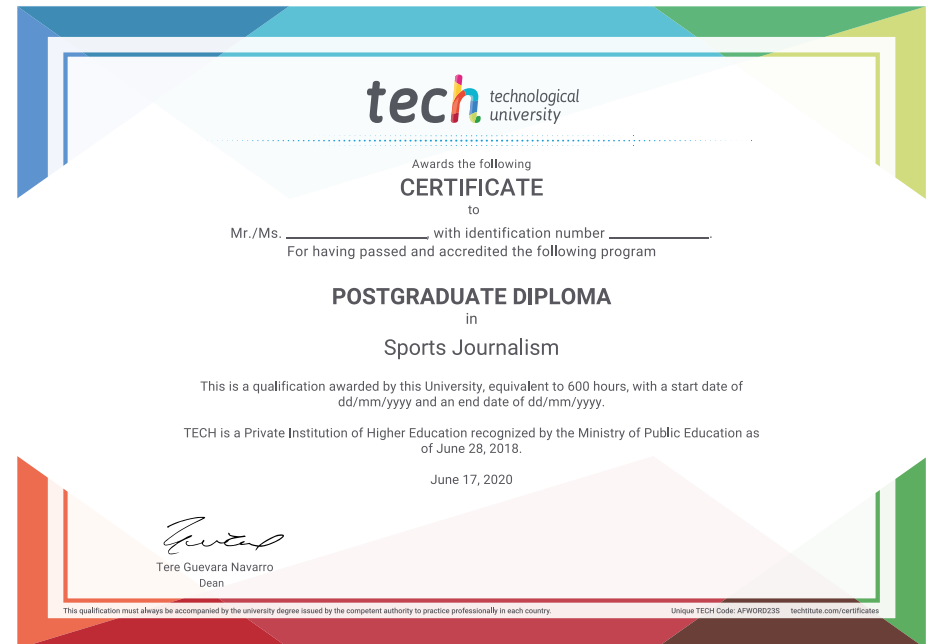 tech technological
university
Awards the following
CERTIFICATE
to
Mr./Ms. ____________________, with identification number ______________.
For having passed and accredited the following program
POSTGRADUATE DIPLOMA
in
Sports Journalism
This is a qualification awarded by this University, equivalent to 600 hours, with a start date of
dd/mm/yyyy and an end date of dd/mm/yyyy.
TECH is a Private Institution of Higher Education recognized by the Ministry of Public Education as
of June 28, 2018.
June 17, 2020
Tere Guevara Navarro
Dean
This qualification must always be accompanied by the university degree issued by the competent authority to practice professionally in each country. Unique TECH Code: AFWORD23S techtitute.com/certificates